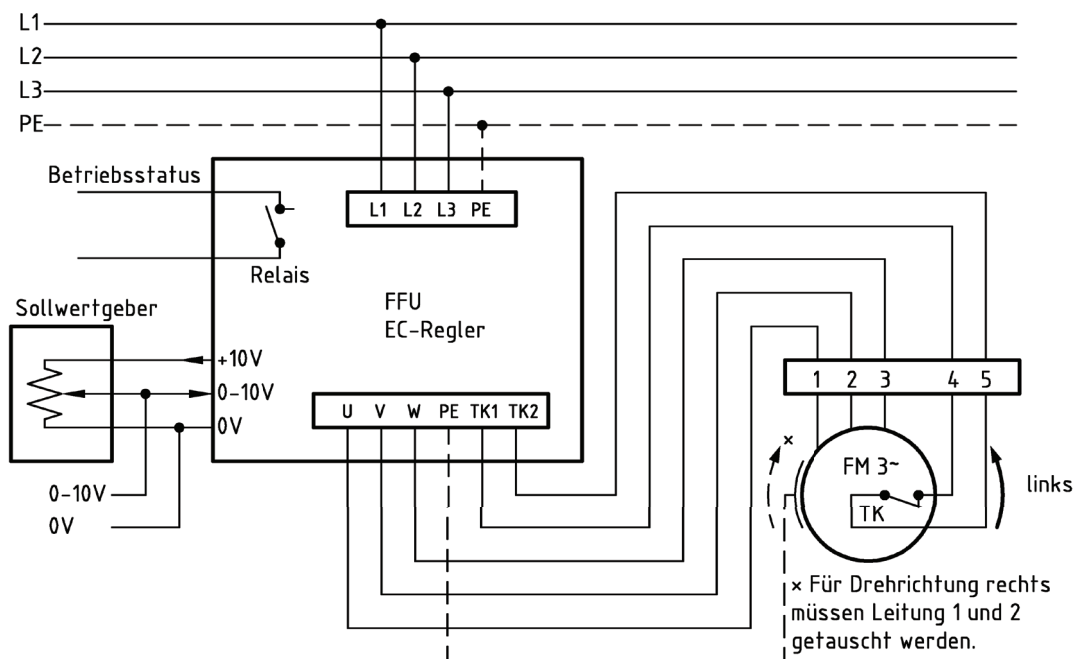 L1
L2
L3
PE
Betriebsstatus
L1 L2 L3 PE
Relais
Sollwertgeber
FFU
EC-Regler
+10V
0-10V
0V
U V W PE TK1 TK2
1 2 3 4 5
×
FM 3~
TK
links
0-10V
0V
× Für Drehrichtung rechts
müssen Leitung 1 und 2
getauscht werden.